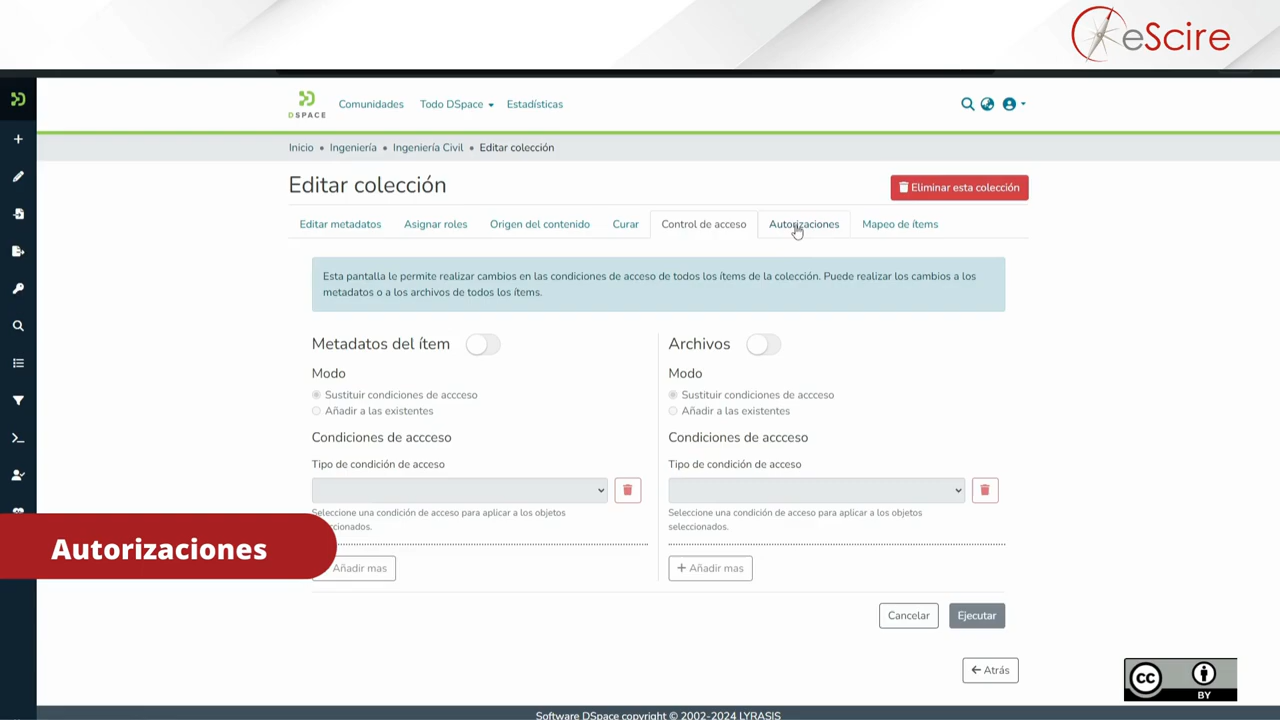 eScire
DSPACE
Comunidades Todo DSpace Estadísticas
Inicio • Ingeniería • Ingeniería Civil • Editar colección
Editar colección
Eliminar esta colección
Editar metadatos Asignar roles Origen del contenido Curar Control de acceso Autorizaciones Mapeo de ítems
Esta pantalla le permite realizar cambios en las condiciones de acceso de todos los ítems de la colección. Puede realizar los cambios a los
metadatos o a los archivos de todos los ítems.
Metadatos del ítem
Modo
Sustituir condiciones de accceso
Añadir a las existentes
Condiciones de accceso
Tipo de condición de acceso
Seleccione una condición de acceso para aplicar a los objetos
ccionados.
Añadir mas
Archivos
Modo
Sustituir condiciones de accceso
Añadir a las existentes
Condiciones de accceso
Tipo de condición de acceso
Seleccione una condición de acceso para aplicar a los objetos
seleccionados.
+ Añadir mas
Autorizaciones
Cancelar Ejecutar
Atrás
cc BY
Software DSpace copyright © 2002-2024 LYRASIS